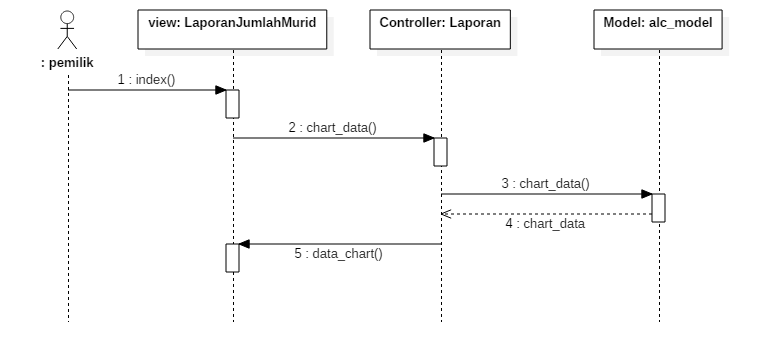 view: LaporanJumlahMurid
Controller: Laporan
Model: alc_model
: pemilik
1 : index()
2 : chart_data()
3 : chart_data()
4 : chart_data
5 : data_chart()